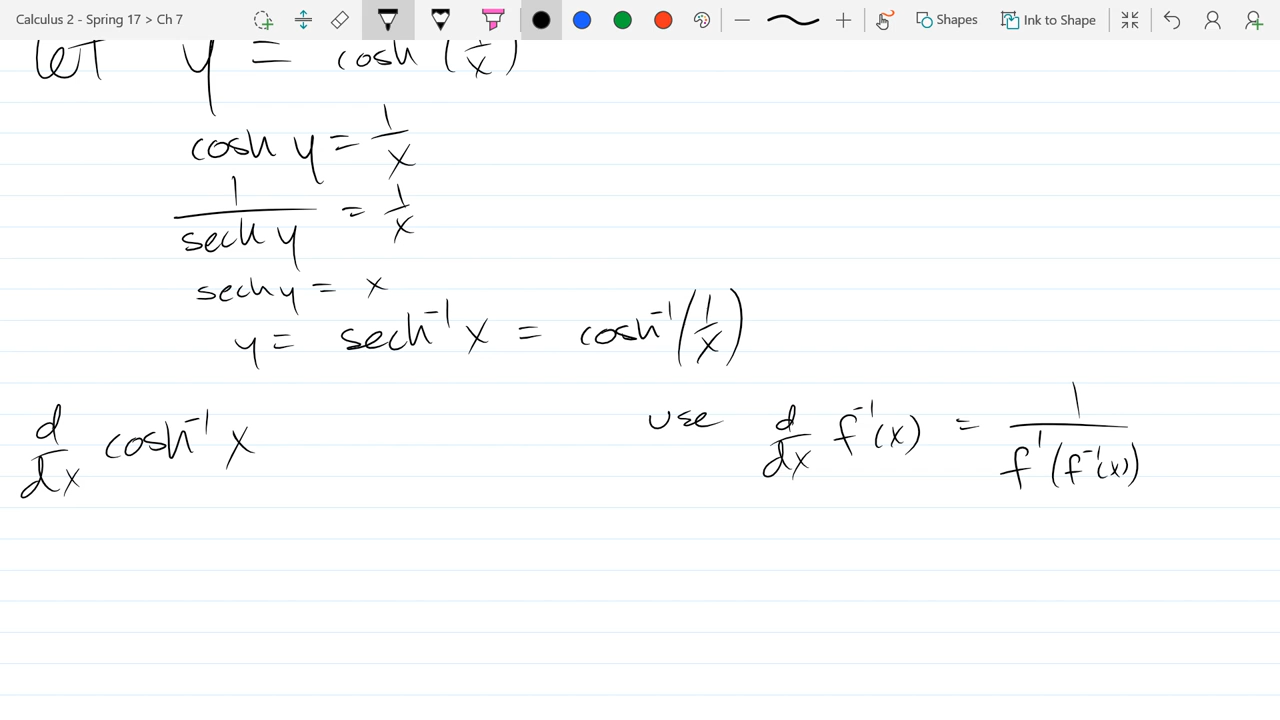 Calculus 2 - Spring 17 > Ch 7
Shapes
Ink to Shape
let y = cosh (1/x)
cosh y = 1/x
1/sech y = 1/x
sech y = x
y = sech⁻¹ x = cosh⁻¹(1/x)
d/dx cosh⁻¹ x
use d/dx f⁻¹(x) = 1/f'(f⁻¹(x))